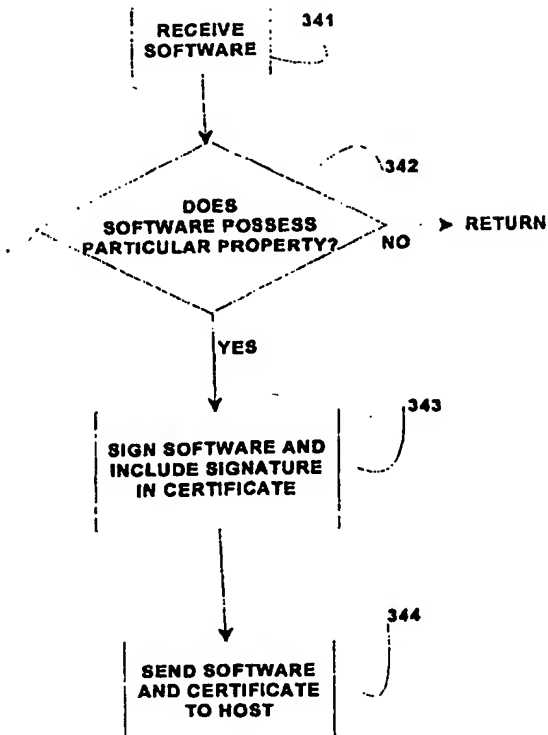 341
RECEIVE
SOFTWARE
342
DOES
SOFTWARE POSSESS
PARTICULAR PROPERTY?
NO
RETURN
YES
343
SIGN SOFTWARE AND
INCLUDE SIGNATURE
IN CERTIFICATE
344
SEND SOFTWARE
AND CERTIFICATE
TO HOST